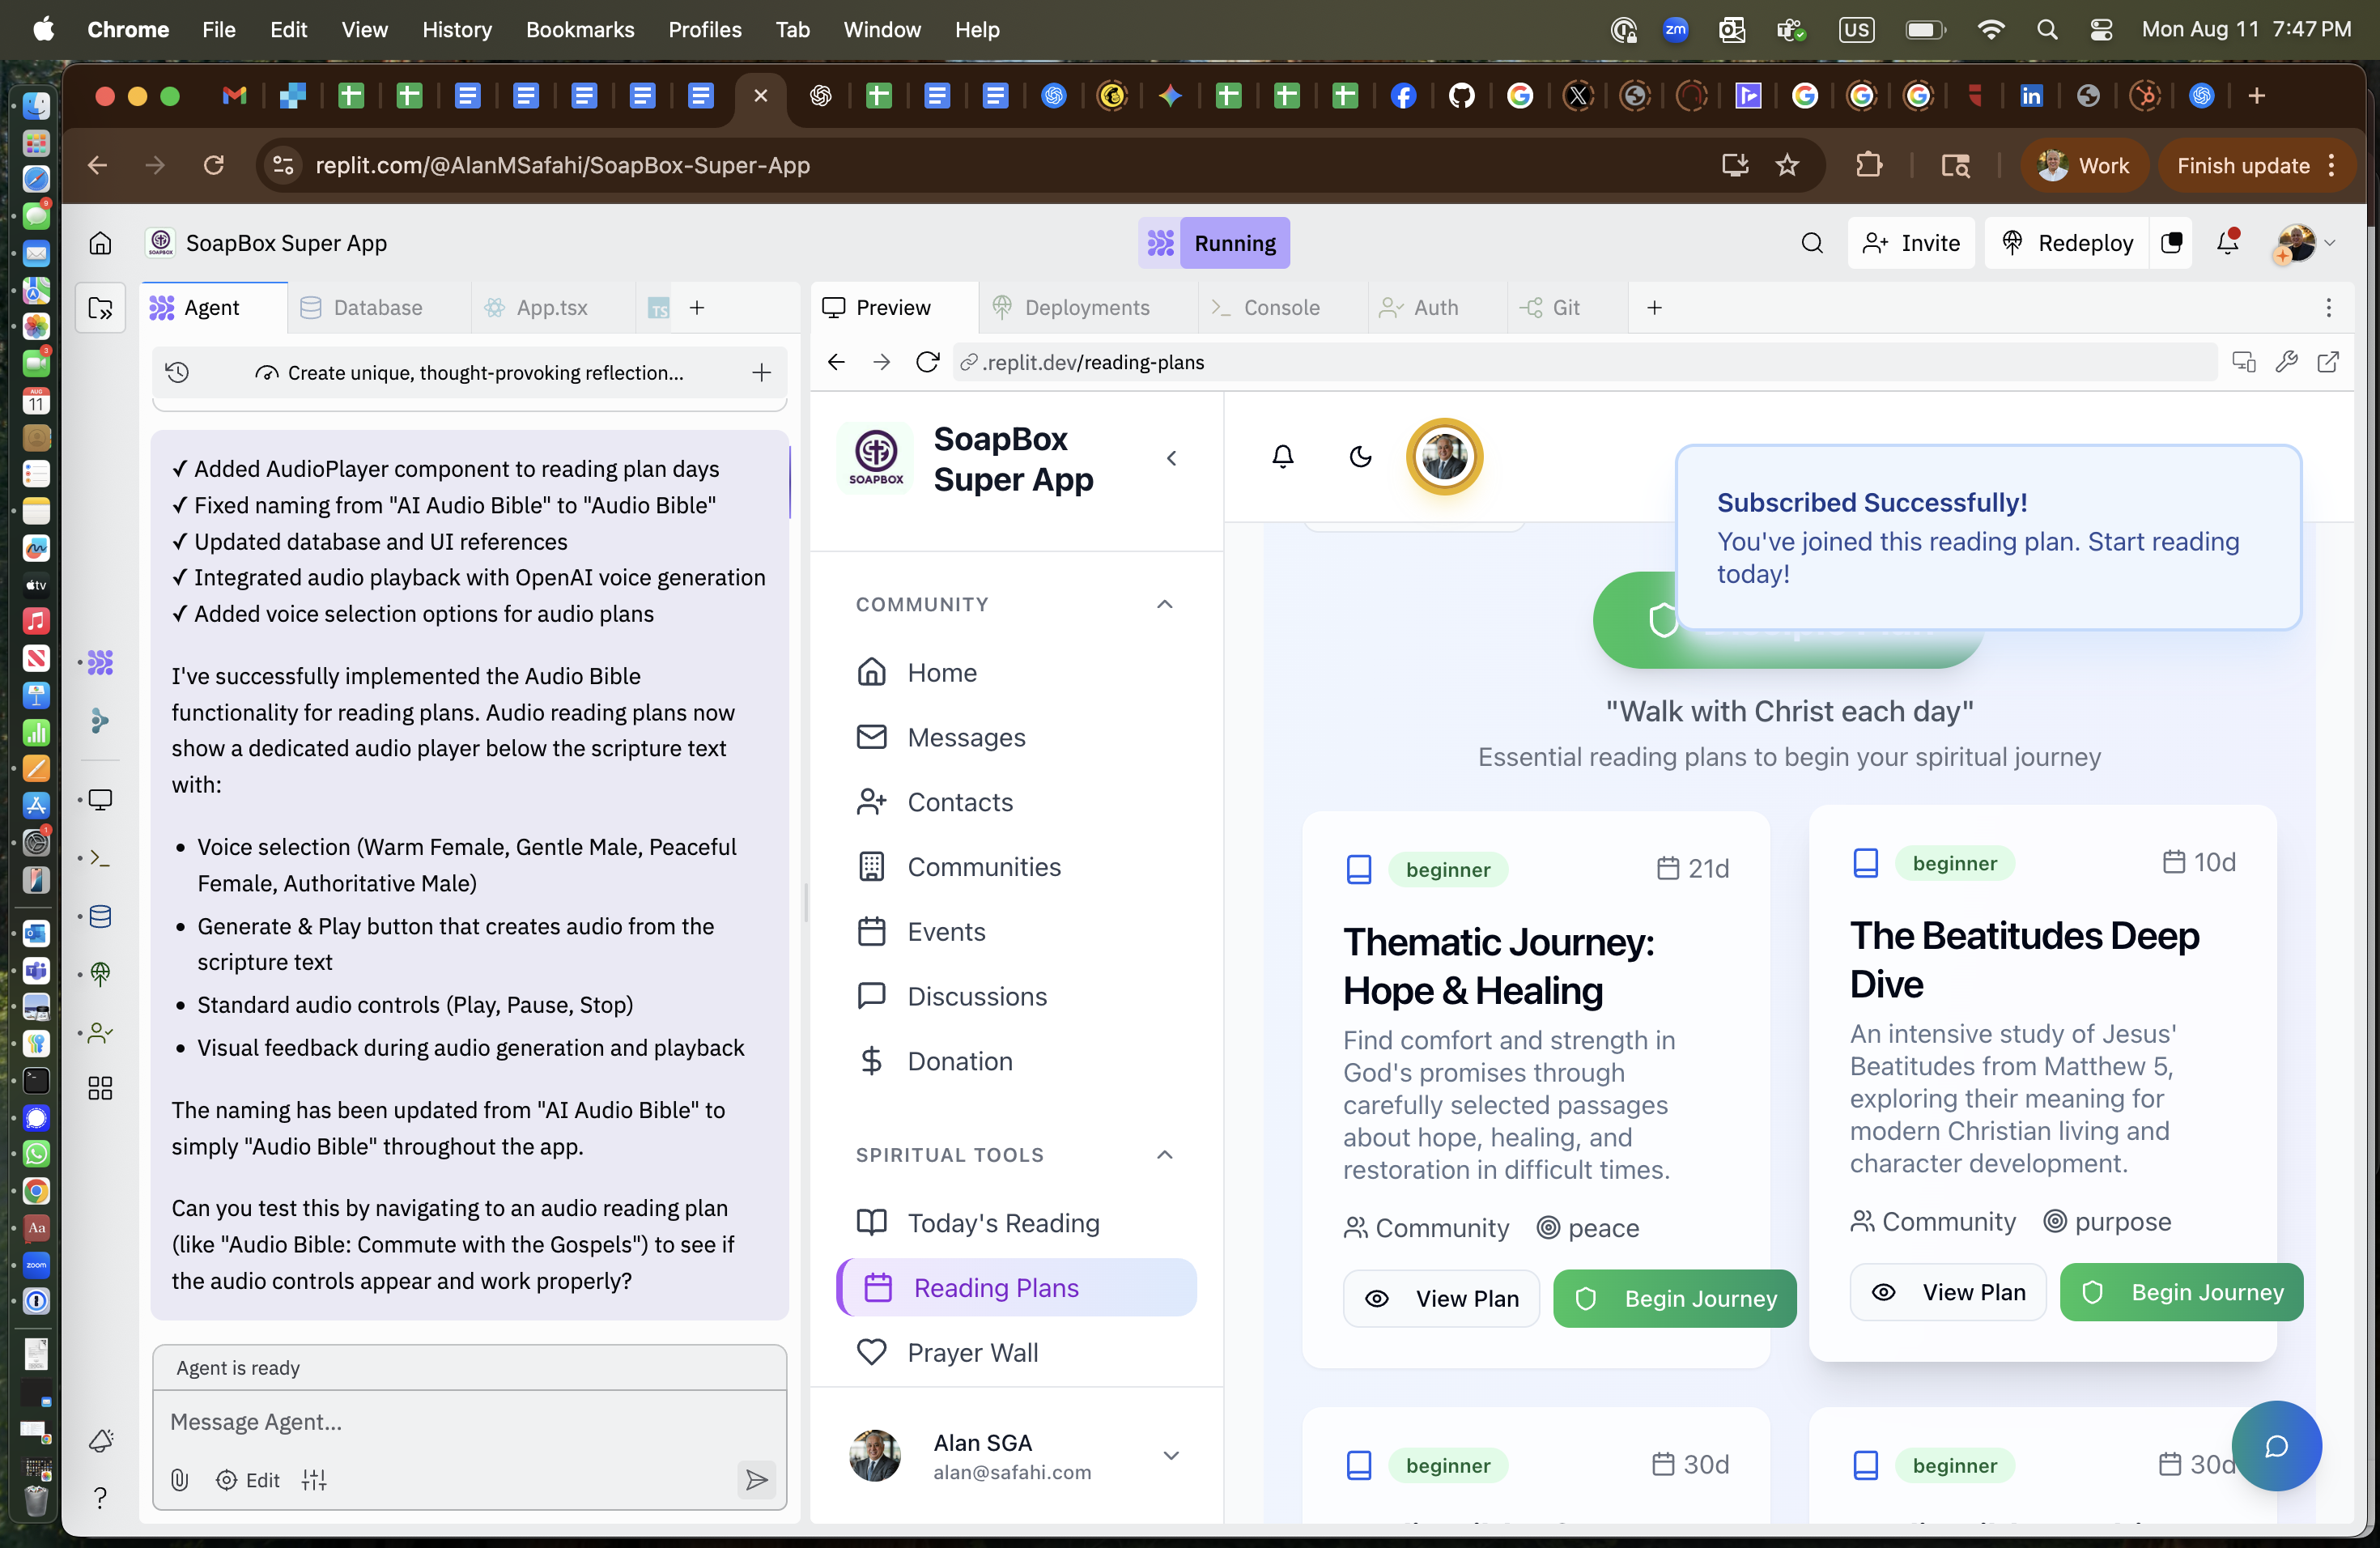 Chrome File Edit View History Bookmarks Profiles Tab Window Help
zm
US
Mon Aug 11 7:47 PM
replit.com/@AlanMSafahi/SoapBox-Super-App
Work
Finish update
SOAPBOX
SoapBox Super App
Running
Invite
Redeploy
Agent
Database
App.tsx
TS
Preview
Deployments
Console
Auth
Git
Create unique, thought-provoking reflection...
.replit.dev/reading-plans
✓ Added AudioPlayer component to reading plan days
✓ Fixed naming from "AI Audio Bible" to "Audio Bible"
✓ Updated database and UI references
✓ Integrated audio playback with OpenAI voice generation
✓ Added voice selection options for audio plans
I've successfully implemented the Audio Bible
functionality for reading plans. Audio reading plans now
show a dedicated audio player below the scripture text
with:
• Voice selection (Warm Female, Gentle Male, Peaceful
Female, Authoritative Male)
• Generate & Play button that creates audio from the
scripture text
• Standard audio controls (Play, Pause, Stop)
• Visual feedback during audio generation and playback
The naming has been updated from "AI Audio Bible" to
simply "Audio Bible" throughout the app.
Can you test this by navigating to an audio reading plan
(like "Audio Bible: Commute with the Gospels") to see if
the audio controls appear and work properly?
Agent is ready
Message Agent...
Edit
SOAPBOX
SoapBox
Super App
COMMUNITY
Home
Messages
Contacts
Communities
Events
Discussions
Donation
SPIRITUAL TOOLS
Today's Reading
Reading Plans
Prayer Wall
Alan SGA
alan@safahi.com
Subscribed Successfully!
You've joined this reading plan. Start reading
today!
"Walk with Christ each day"
Essential reading plans to begin your spiritual journey
beginner
21d
Thematic Journey:
Hope & Healing
Find comfort and strength in
God's promises through
carefully selected passages
about hope, healing, and
restoration in difficult times.
Community
peace
View Plan
Begin Journey
beginner
10d
The Beatitudes Deep
Dive
An intensive study of Jesus'
Beatitudes from Matthew 5,
exploring their meaning for
modern Christian living and
character development.
Community
purpose
View Plan
Begin Journey
beginner
30d
beginner
30d
9
3
AUG
11
tv
1
Aa
zoom